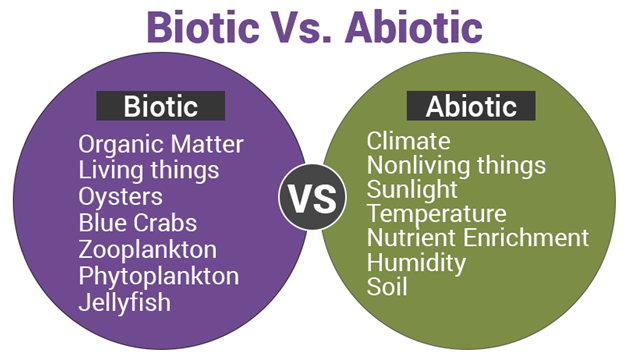 Biotic Vs. Abiotic
Biotic
Organic Matter
Living things
Oysters
Blue Crabs
Zooplankton
Phytoplankton
Jellyfish
VS
Abiotic
Climate
Nonliving things
Sunlight
Temperature
Nutrient Enrichment
Humidity
Soil